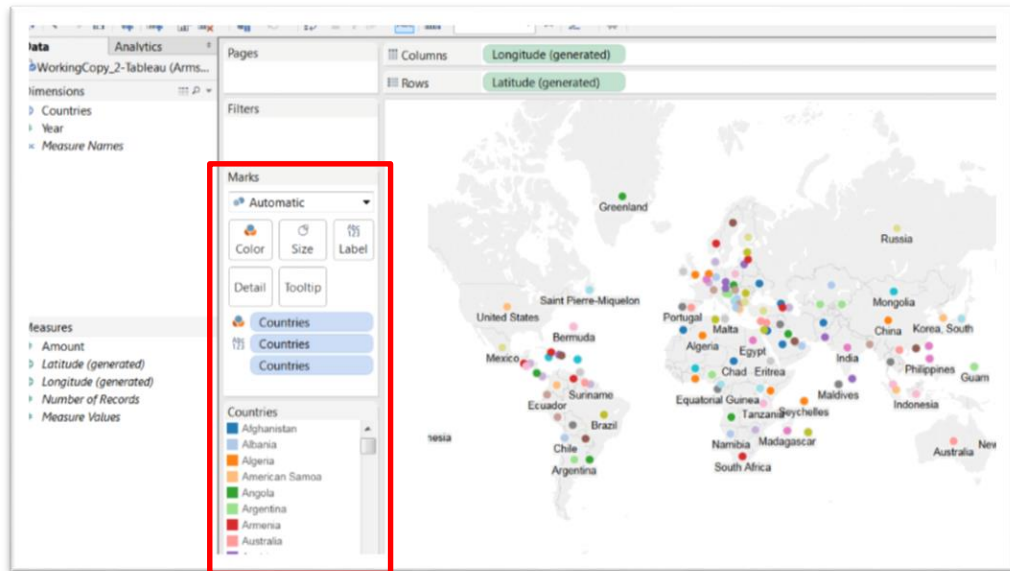 Data
Analytics
WorkingCopy_2-Tableau (Arms...
Dimensions
Countries
Year
Measure Names
Measures
Amount
Latitude (generated)
Longitude (generated)
Number of Records
Measure Values
Pages
Filters
Marks
Automatic
Color
Size
Label
Detail
Tooltip
Countries
Countries
Countries
Countries
Afghanistan
Albania
Algeria
American Samoa
Angola
Argentina
Armenia
Australia
Columns
Longitude (generated)
Rows
Latitude (generated)
Greenland
Russia
Saint Pierre-Miquelon
United States
Mongolia
Portugal
Malta
China
Korea, South
Bermuda
Algeria
Egypt
Mexico
India
Philippines
Chad
Eritrea
Guam
Suriname
Equatorial Guinea
Maldives
Ecuador
Indonesia
Tanzania
Seychelles
Brazil
nesia
Chile
Namibia
Madagascar
Australia
New
Argentina
South Africa